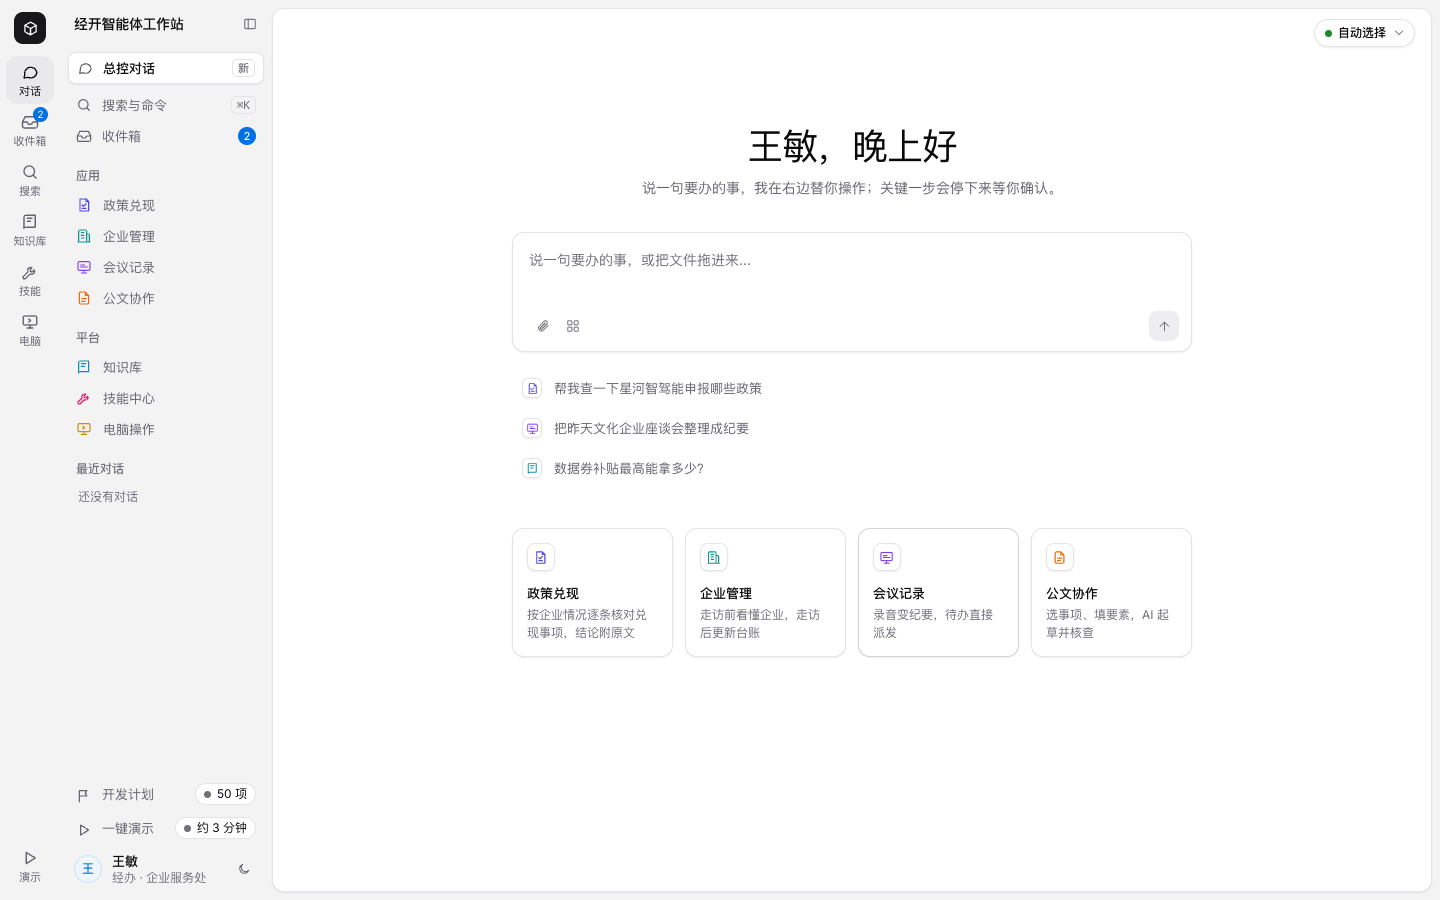 对话
2
收件箱
搜索
知识库
技能
电脑
演示
经开智能体工作站
总控对话 新
搜索与命令 ⌘K
收件箱 2
应用
政策兑现
企业管理
会议记录
公文协作
平台
知识库
技能中心
电脑操作
最近对话
还没有对话
开发计划 50 项
一键演示 约 3 分钟
王 王敏
经办 · 企业服务处
自动选择
王敏，晚上好
说一句要办的事，我在右边替你操作；关键一步会停下来等你确认。
说一句要办的事，或把文件拖进来...
帮我查一下星河智驾能申报哪些政策
把昨天文化企业座谈会整理成纪要
数据券补贴最高能拿多少？
政策兑现
按企业情况逐条核对兑
现事项，结论附原文
企业管理
走访前看懂企业，走访
后更新台账
会议记录
录音变纪要，待办直接
派发
公文协作
选事项、填要素，AI 起
草并核查